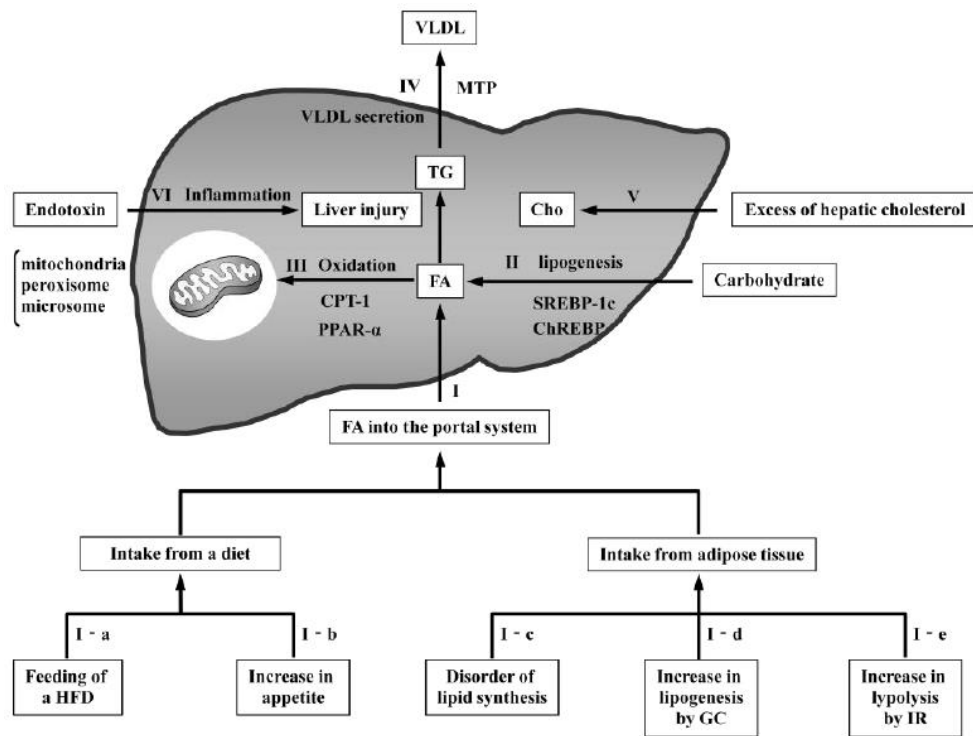 VLDL
IV
MTP
VLDL secretion
TG
VI Inflammation
V
Endotoxin
Liver injury
Cho
Excess of hepatic cholesterol
mitochondria
peroxisome
microsome
III Oxidation
FA
II lipogenesis
Carbohydrate
CPT-1
PPAR-α
SREBP-1c
ChREBP
I
FA into the portal system
Intake from a diet
Intake from adipose tissue
I - a
I - b
I - c
I - d
I - e
Feeding of
a HFD
Increase in
appetite
Disorder of
lipid synthesis
Increase in
lipogenesis
by GC
Increase in
lypolysis
by IR